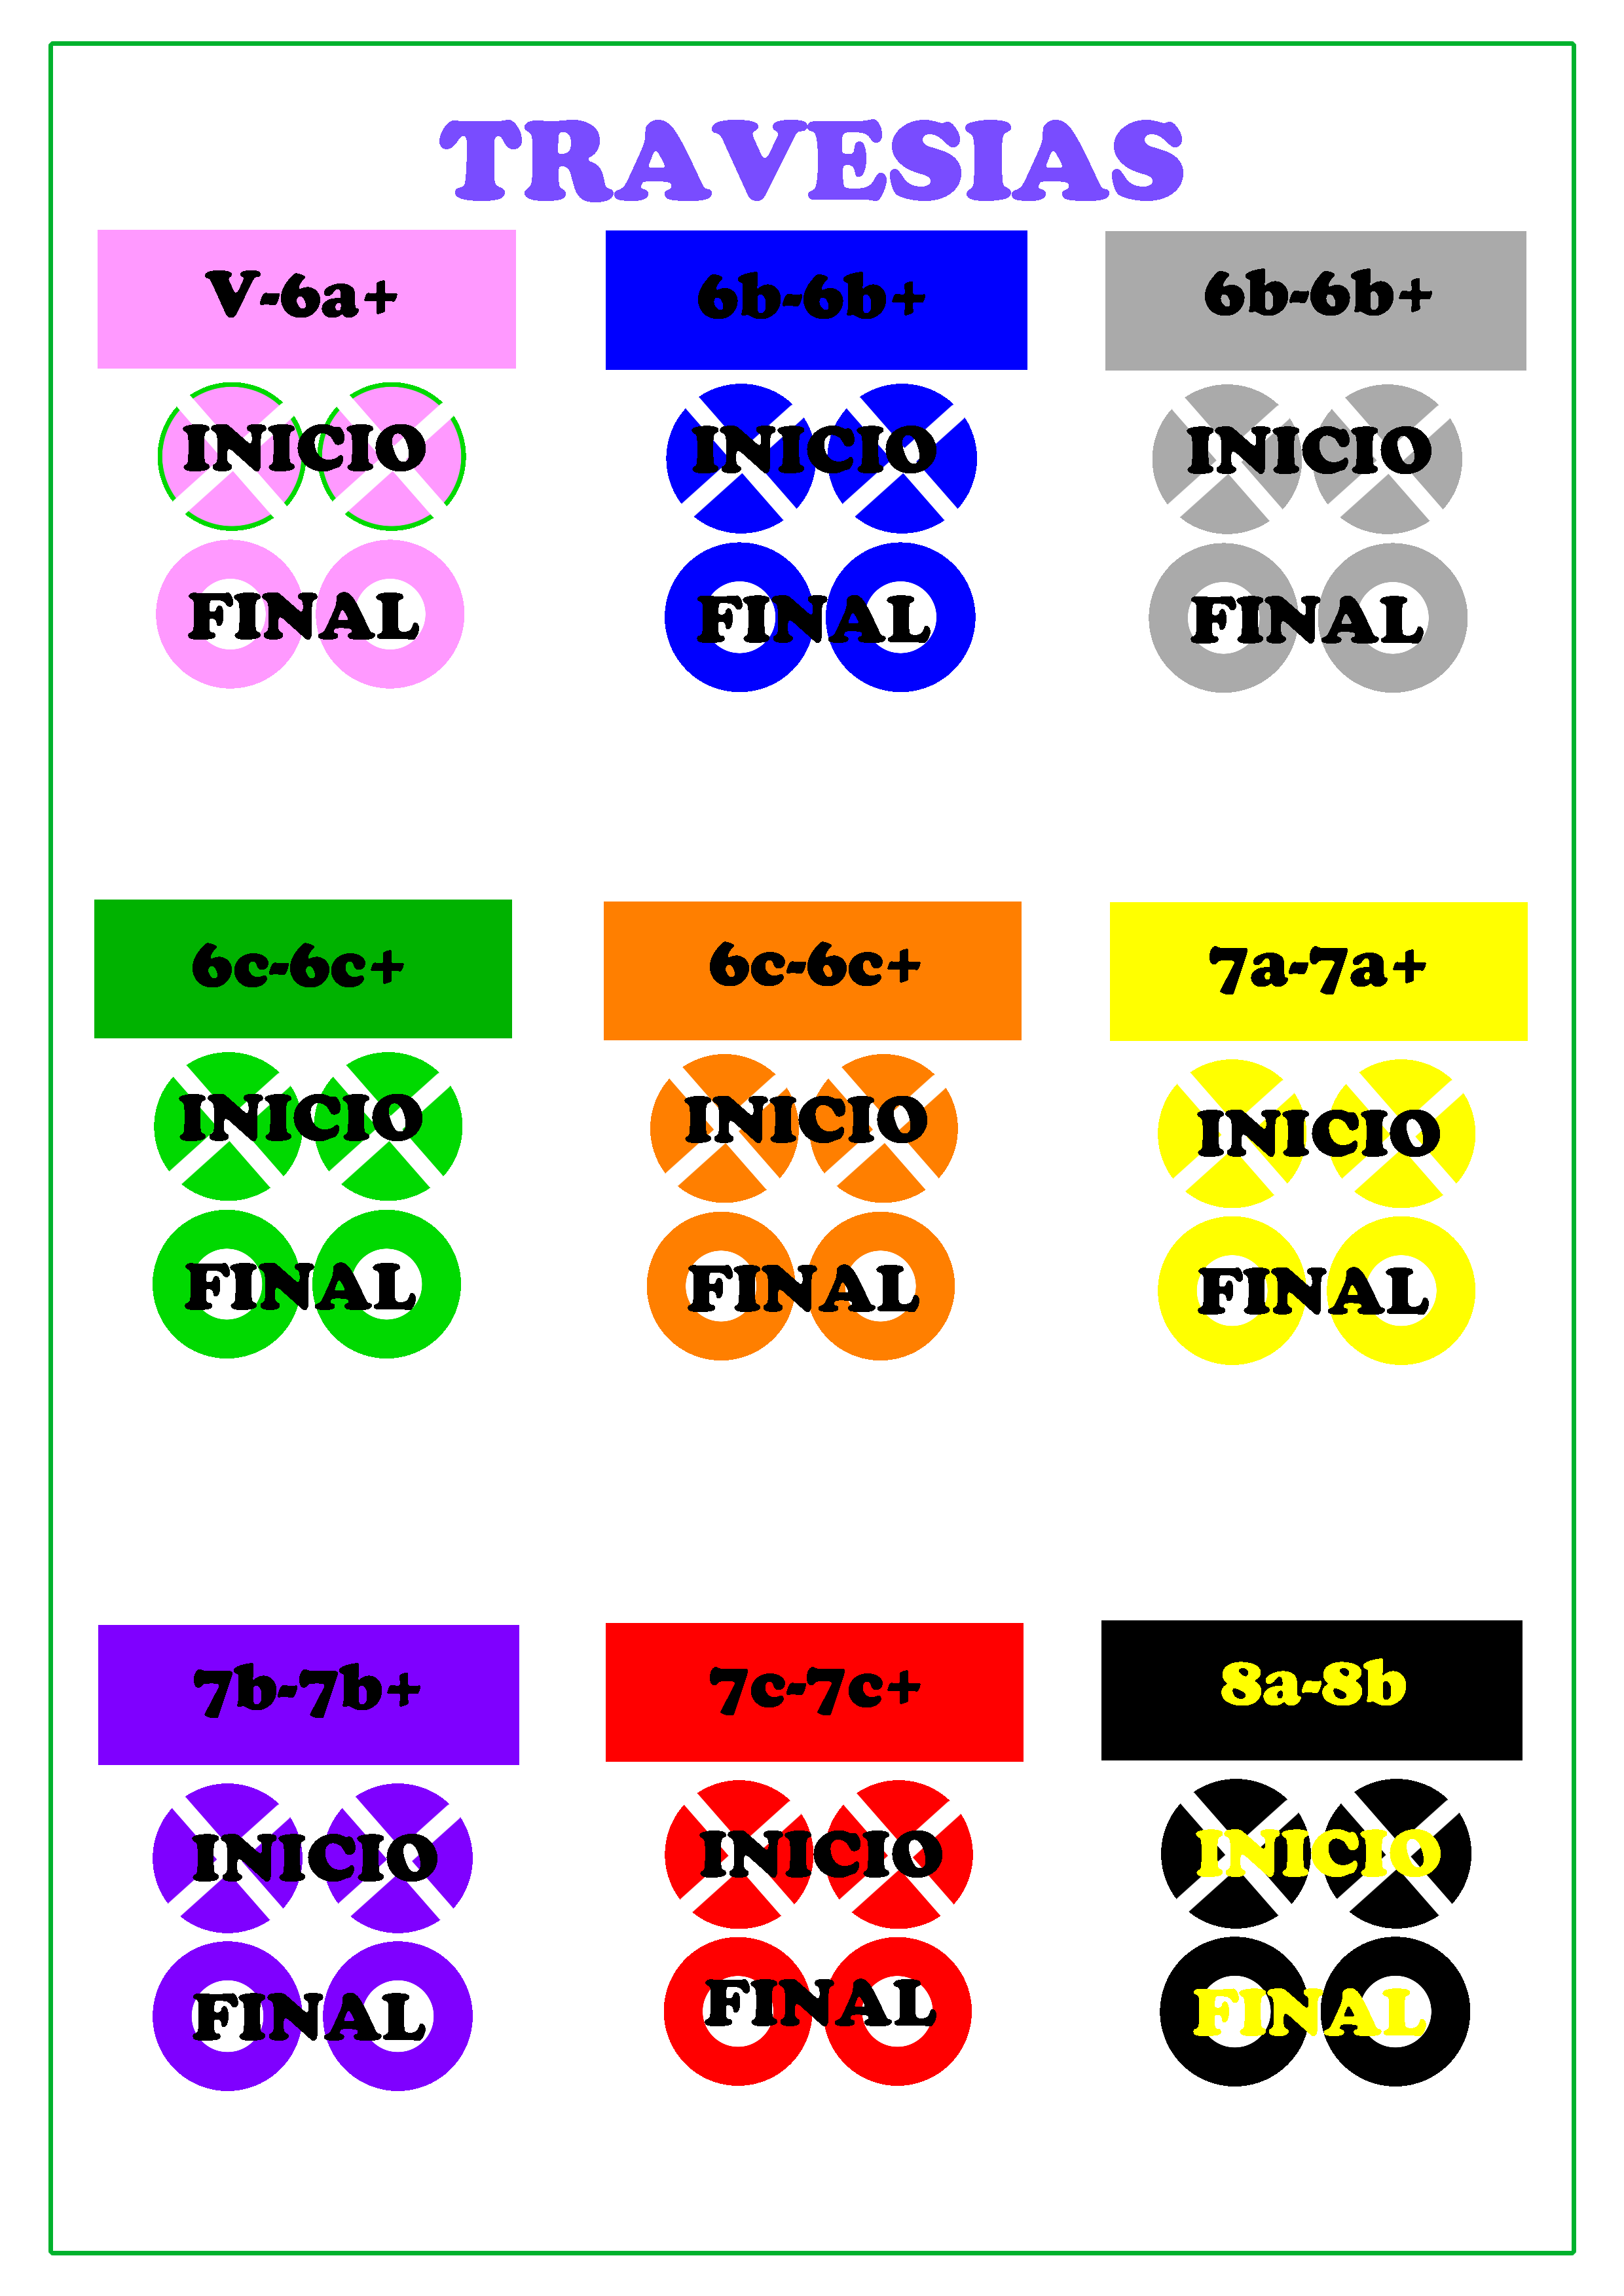 TRAVESIAS
V-6a+
INICIO
FINAL
6b-6b+
INICIO
FINAL
6b-6b+
INICIO
FINAL
6c-6c+
INICIO
FINAL
6c-6c+
INICIO
FINAL
7a-7a+
INICIO
FINAL
7b-7b+
INICIO
FINAL
7c-7c+
INICIO
FINAL
8a-8b
INICIO
FINAL